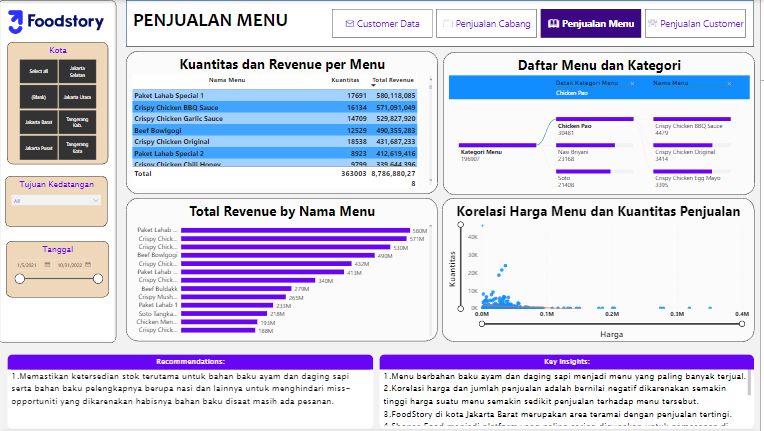 Foodstory
PENJUALAN MENU
Customer Data
Penjualan Cabang
Penjualan Menu
Penjualan Customer
Kota
Select all
Jakarta Selatan
(Blank)
Jakarta Utara
Jakarta Barat
Tangerang Kab.
Jakarta Pusat
Tangerang Kota
Tujuan Kedatangan
All
Tanggal
1/5/2021
10/31/2022
Kuantitas dan Revenue per Menu
Nama Menu Kuantitas Total Revenue
Paket Lahab Special 1 17691 580,118,085
Crispy Chicken BBQ Sauce 16134 571,091,049
Crispy Chicken Garlic Sauce 14709 529,827,920
Beef Bowlgogi 12529 490,355,283
Crispy Chicken Original 18538 431,687,233
Paket Lahab Special 2 8923 412,619,416
Crispy Chicken Chili Honey 9799 339,644,396
Total 363003 8,786,880,27
8
Daftar Menu dan Kategori
Detail Kategori Menu
Nama Menu
Chicken Pao
Kategori Menu
196907
Chicken Pao
30481
Nasi Briyani
23168
Soto
21408
Crispy Chicken BBQ Sauce
4479
Crispy Chicken Original
3414
Crispy Chicken Egg Mayo
3395
Total Revenue by Nama Menu
Paket Lahab ... 580M
Crispy Chick... 571M
Crispy Chick... 530M
Beef Bowlgogi 490M
Crispy Chick... 432M
Paket Lahab ... 413M
Crispy Chick... 340M
Beef Buldakk 279M
Crispy Mush... 265M
Paket Lahab 1 233M
Soto Tangka... 218M
Chicken Men... 193M
Crispy Chick... 188M
Korelasi Harga Menu dan Kuantitas Penjualan
Kuantitas
40K
30K
20K
10K
0K
0.0M 0.1M 0.2M 0.3M 0.4M
Harga
Recommendations:
1.Memastikan ketersedian stok terutama untuk bahan baku ayam dan daging sapi
serta bahan baku pelengkapnya berupa nasi dan lainnya untuk menghindari miss-
opportuniti yang dikarenakan habisnya bahan baku disaat masih ada pesanan.
Key Insights:
1.Menu berbahan baku ayam dan daging sapi menjadi menu yang paling banyak terjual.
2.Korelasi harga dan jumlah penjualan adalah bernilai negatif dikarenakan semakin
tinggi harga suatu menu semakin sedikit penjualan terhadap menu tersebut.
3.FoodStory di kota Jakarta Barat merupakan area teramai dengan penjualan tertingi.